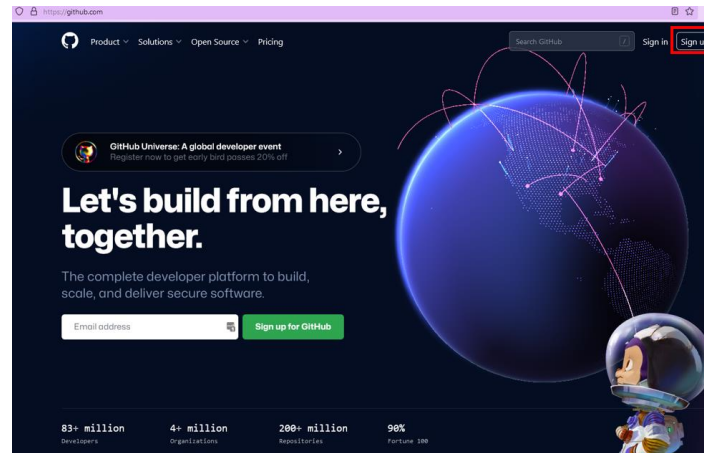 https://github.com
Product Solutions Open Source Pricing
Search GitHub / Sign in Sign u
GitHub Universe: A global developer event
Register now to get early bird passes 20% off
Let's build from here,
together.
The complete developer platform to build,
scale, and deliver secure software.
Email address Sign up for GitHub
83+ million 4+ million 200+ million 90%
Developers Organizations Repositories Fortune 100